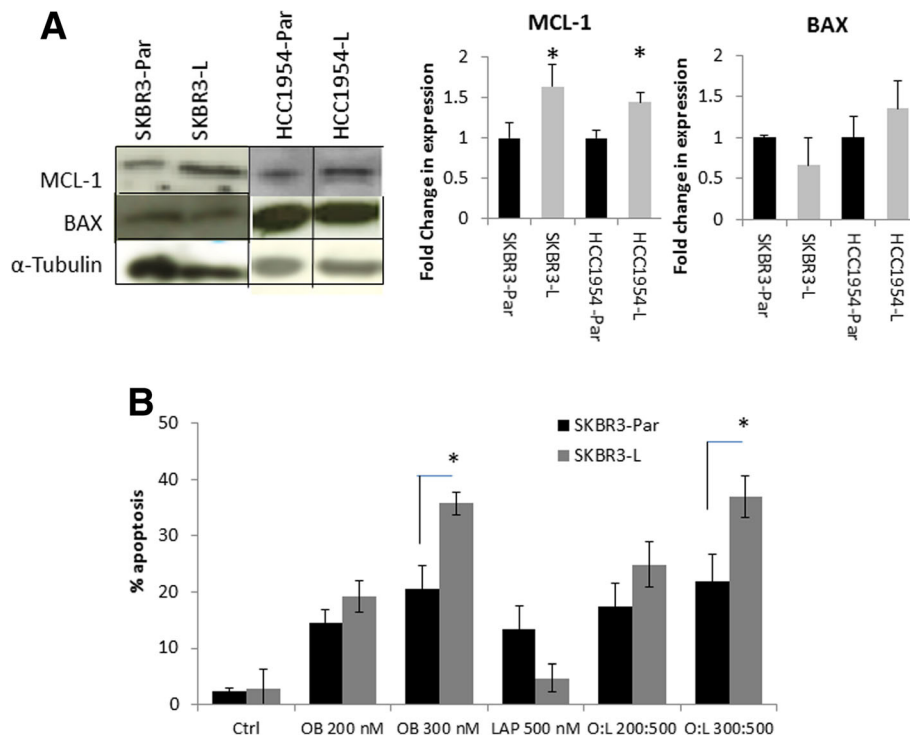 A
SKBR3-Par
SKBR3-L
HCC1954-Par
HCC1954-L
MCL-1
BAX
α-Tubulin
MCL-1
Fold Change in expression
2
1.5
1
0.5
0
*
*
SKBR3-Par
SKBR3-L
HCC1954-Par
HCC1954-L
BAX
Fold change in expression
2
1.5
1
0.5
0
SKBR3-Par
SKBR3-L
HCC1954-Par
HCC1954-L
B
% apoptosis
50
40
30
20
10
0
SKBR3-Par
SKBR3-L
*
*
Ctrl
OB 200 nM
OB 300 nM
LAP 500 nM
O:L 200:500
O:L 300:500